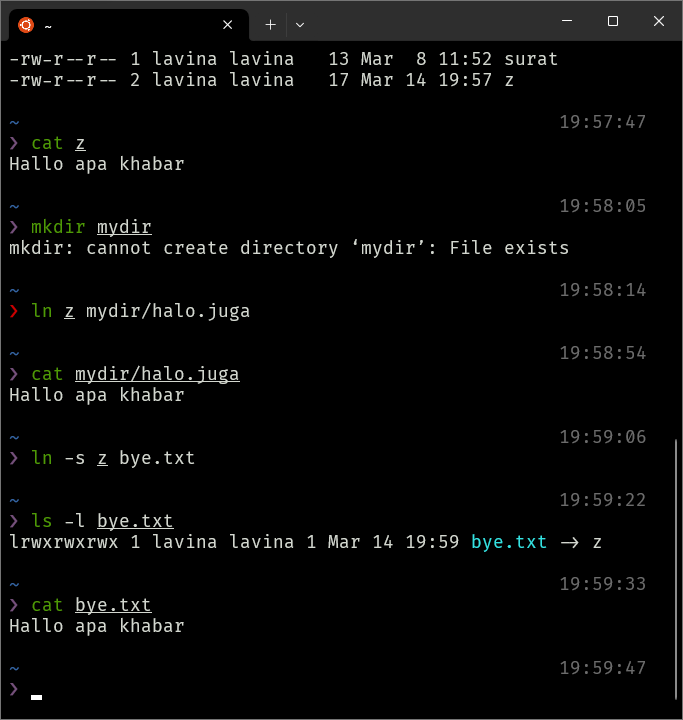 ~
-rw-r--r-- 1 lavina lavina   13 Mar  8 11:52 surat
-rw-r--r-- 2 lavina lavina   17 Mar 14 19:57 z
~ 19:57:47
❯ cat z
Hallo apa khabar
~ 19:58:05
❯ mkdir mydir
mkdir: cannot create directory ‘mydir’: File exists
~ 19:58:14
❯ ln z mydir/halo.juga
~ 19:58:54
❯ cat mydir/halo.juga
Hallo apa khabar
~ 19:59:06
❯ ln -s z bye.txt
~ 19:59:22
❯ ls -l bye.txt
lrwxrwxrwx 1 lavina lavina 1 Mar 14 19:59 bye.txt -> z
~ 19:59:33
❯ cat bye.txt
Hallo apa khabar
~ 19:59:47
❯